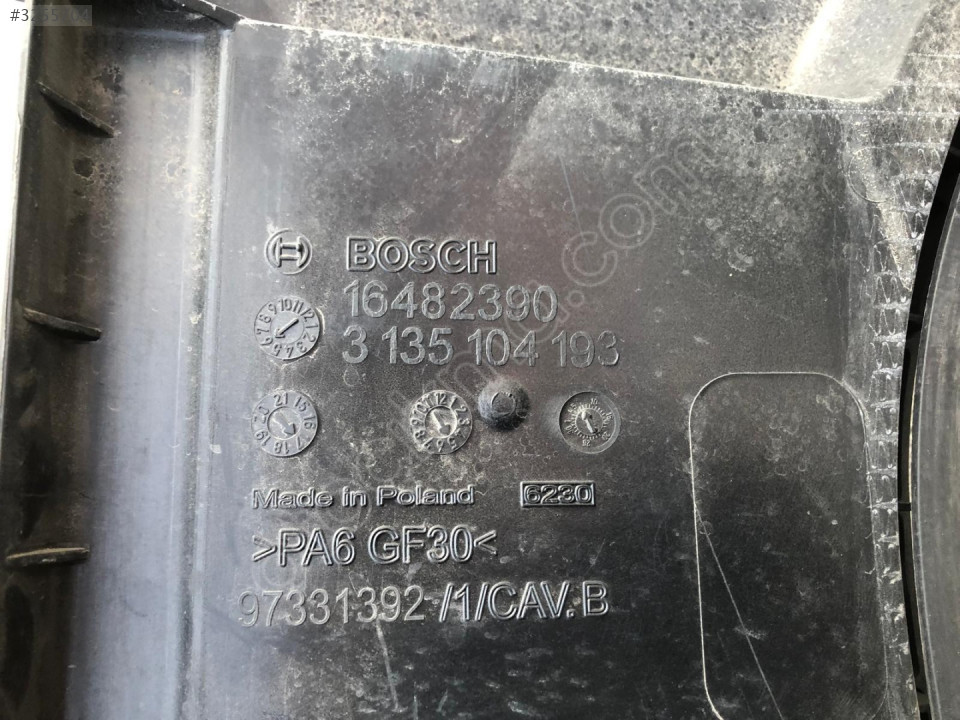 BOSCH
16482390
3 135 104 193
Made in Poland 6230
>PA6 GF30<
97331392 /1/CAV. B